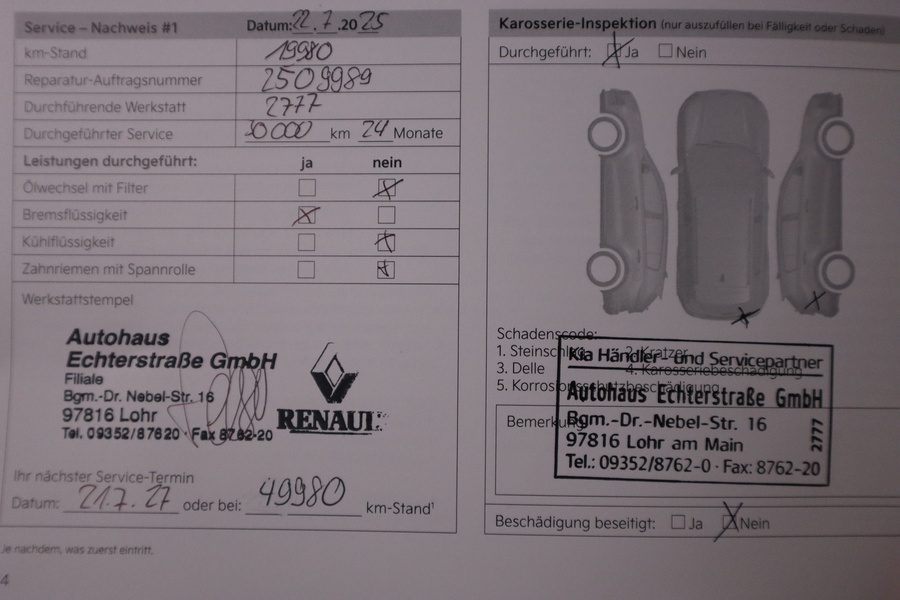 Service – Nachweis #1 Datum: 22.7.2025
km-Stand 19980
Reparatur-Auftragsnummer 2509989
Durchführende Werkstatt 2777
Durchgeführter Service 30000 km 24 Monate
Leistungen durchgeführt: ja nein
Ölwechsel mit Filter
Bremsflüssigkeit
Kühlflüssigkeit
Zahnriemen mit Spannrolle
Werkstattstempel
Autohaus
Echterstraße GmbH
Filiale
Bgm.-Dr. Nebel-Str. 16
97816 Lohr
Tel. 09352/87620 · Fax 8762-20
RENAUL
Ihr nächster Service-Termin
Datum: 21.7.27 oder bei: 49980 km-Stand¹
Je nachdem, was zuerst eintritt.
4
Karosserie-Inspektion (nur auszufüllen bei Fälligkeit oder Schaden)
Durchgeführt: Ja Nein
Schadenscode:
1. Steinschlag 2. Kratzer
3. Delle 4. Karosseriebeschädigung
5. Korrosionsschutzbeschädigung
Bemerkung:
Kia Händler- und Servicepartner
Autohaus Echterstraße GmbH
Bgm.-Dr.-Nebel-Str. 16
97816 Lohr am Main
Tel.: 09352/8762-0 · Fax: 8762-20
2777
Beschädigung beseitigt: Ja Nein